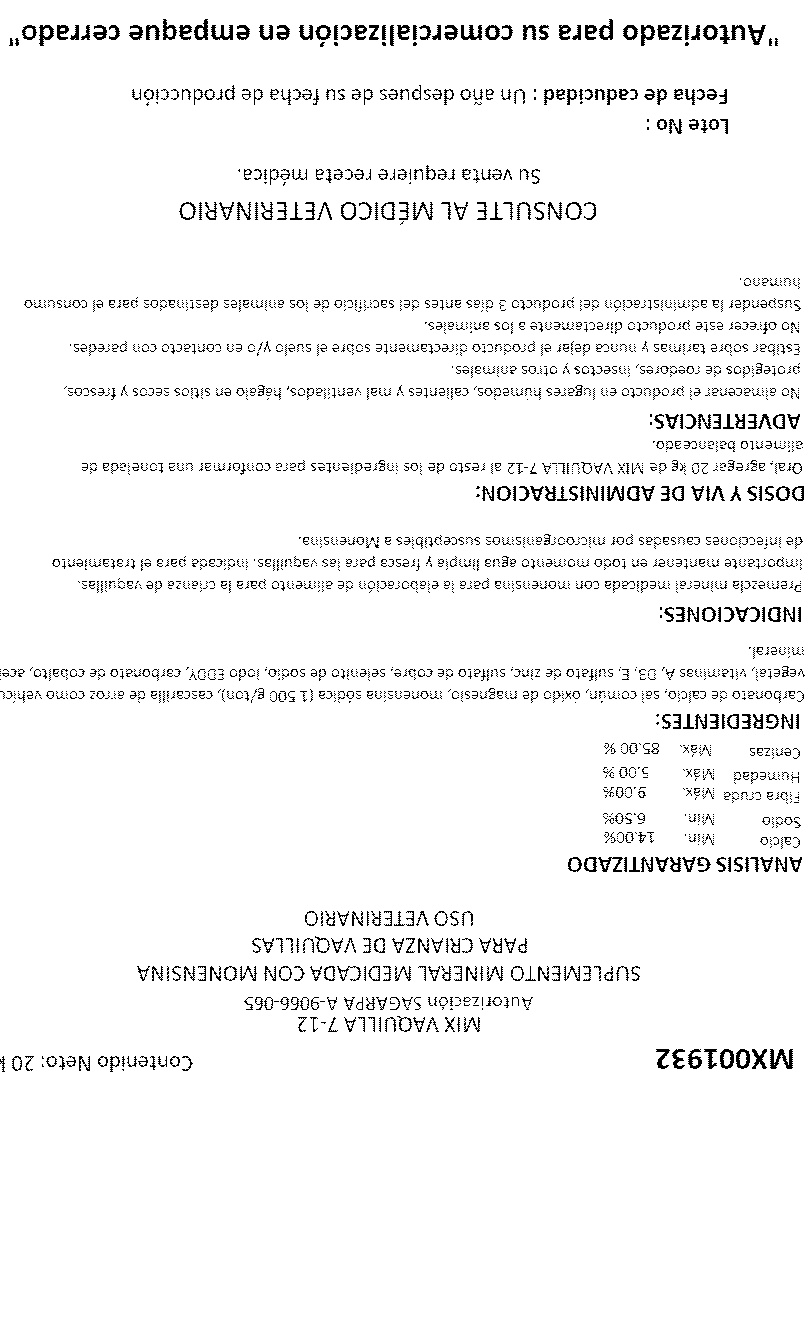 MX001932 Contenido Neto: 20
MIX VAQUILLA 7-12
Autorización SAGARPA A-9066-065
SUPLEMENTO MINERAL MEDICADA CON MONENSINA
PARA CRIANZA DE VAQUILLAS
USO VETERINARIO
ANALISIS GARANTIZADO
Calcio Min. 14.00%
Sodio Min. 6.50%
Fibra cruda Máx. 9.00%
Humedad Máx. 5.00 %
Cenizas Máx. 85.00 %
INGREDIENTES:
Carbonato de calcio, sal común, óxido de magnesio, monensina sódica (1 500 g/ton), cascarilla de arroz como
vegetal, vitaminas A, D3, E, sulfato de zinc, sulfato de cobre, selenito de sodio, Iodo EDDY, carbonato de cobalto,
mineral.
INDICACIONES:
Premezcla mineral medicada con monensina para la elaboración de alimento para la crianza de vaquillas.
Importante mantener en todo momento agua limpia y fresca para las vaquillas. Indicada para el tratamiento
de infecciones causadas por microorganismos susceptibles a Monensina.
DOSIS Y VIA DE ADMINISTRACION:
Oral, agregar 20 kg de MIX VAQUILLA 7-12 al resto de los ingredientes para conformar una tonelada de
alimento balanceado.
ADVERTENCIAS:
No almacenar el producto en lugares húmedos, calientes y mal ventilados, hágalo en sitios secos y frescos,
protegidos de roedores, insectos y otros animales.
Estibar sobre tarimas y nunca dejar el producto directamente sobre el suelo y/o en contacto con paredes.
No ofrecer este producto directamente a los animales.
Suspender la administración del producto 3 días antes del sacrificio de los animales destinados para el consumo
humano.
CONSULTE AL MÉDICO VETERINARIO
Su venta requiere receta médica.
Lote No :
Fecha de caducidad : Un año despues de su fecha de producción
"Autorizado para su comercialización en empaque cerrado"